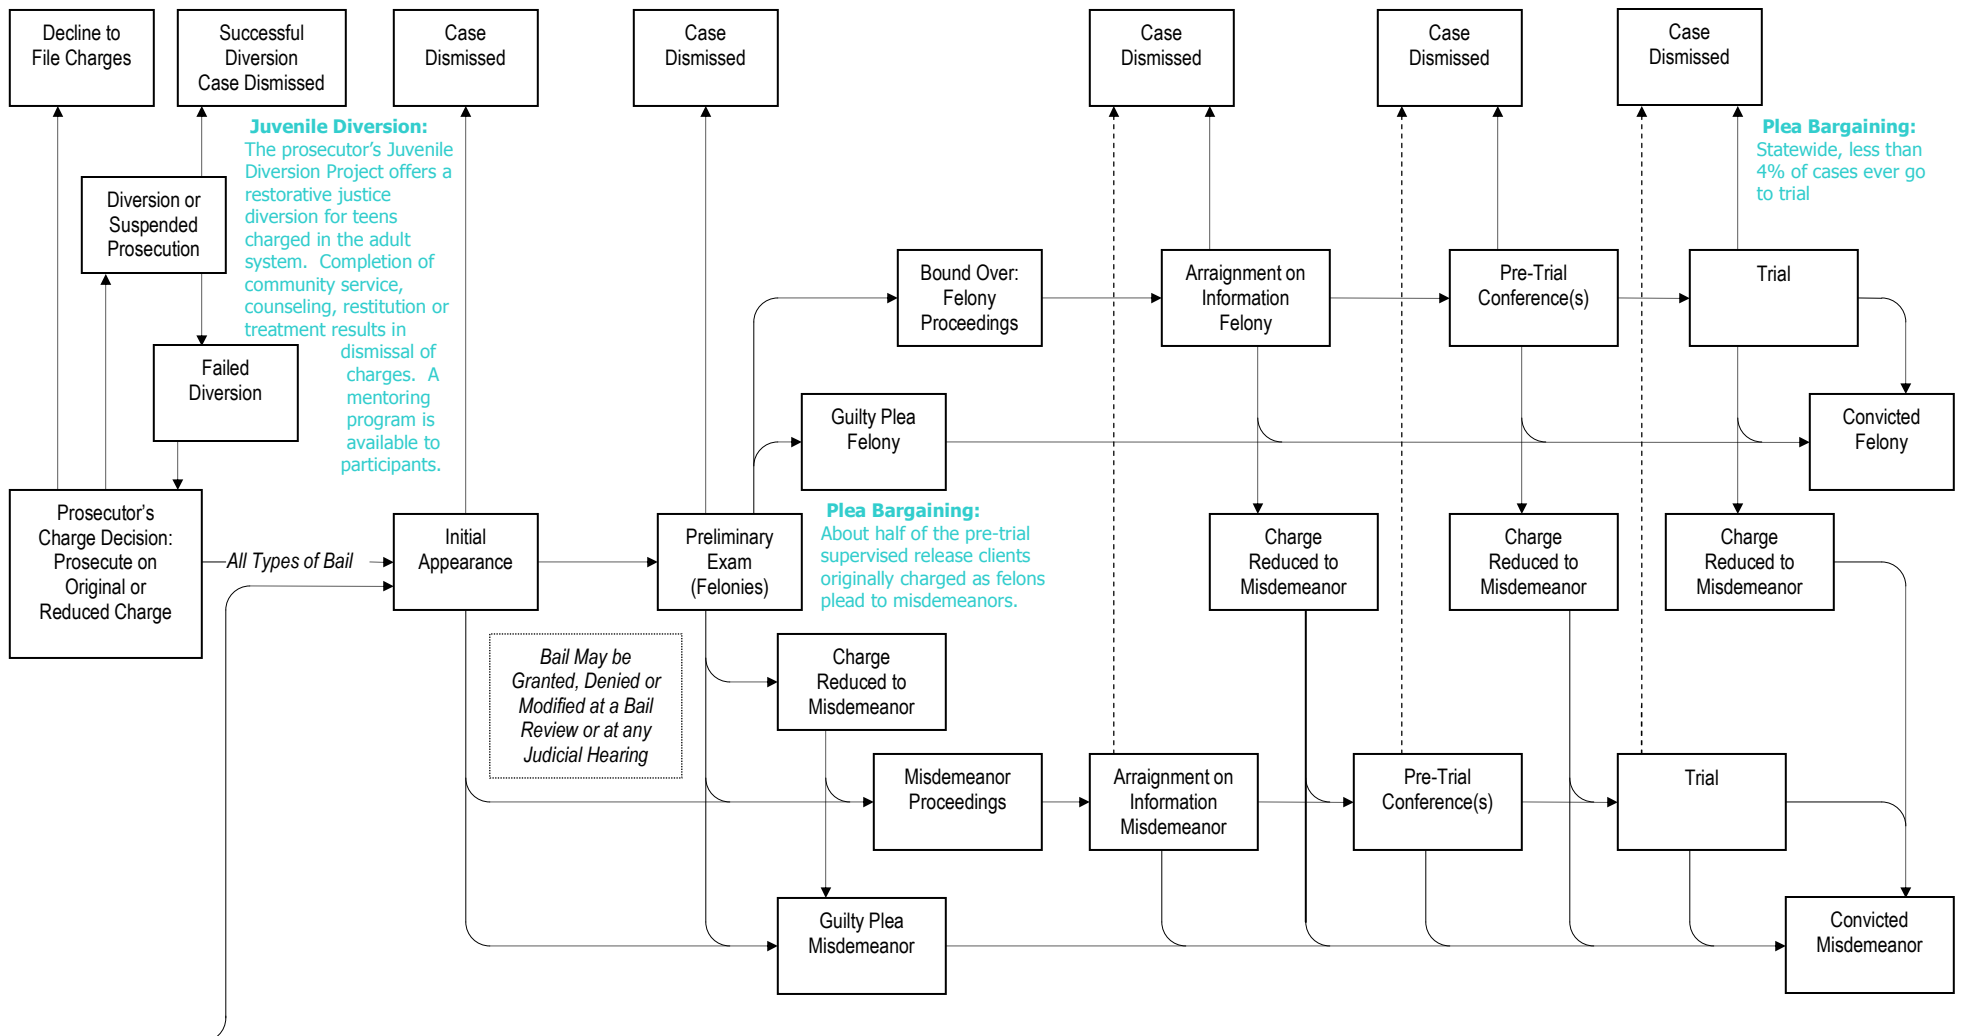 Decline to
File Charges
Successful
Diversion
Case Dismissed
Case
Dismissed
Case
Dismissed
Case
Dismissed
Case
Dismissed
Case
Dismissed
Juvenile Diversion:
The prosecutor's Juvenile
Diversion Project offers a
restorative justice
diversion for teens
charged in the adult
system.  Completion of
community service,
counseling, restitution or
treatment results in
dismissal of
charges.  A
mentoring
program is
available to
participants.
Plea Bargaining:
Statewide, less than
4% of cases ever go
to trial
Diversion or
Suspended
Prosecution
Failed
Diversion
Bound Over:
Felony
Proceedings
Arraignment on
Information
Felony
Pre-Trial
Conference(s)
Trial
Guilty Plea
Felony
Convicted
Felony
Prosecutor's
Charge Decision:
Prosecute on
Original or
Reduced Charge
All Types of Bail
Initial
Appearance
Preliminary
Exam
(Felonies)
Plea Bargaining:
About half of the pre-trial
supervised release clients
originally charged as felons
plead to misdemeanors.
Charge
Reduced to
Misdemeanor
Charge
Reduced to
Misdemeanor
Charge
Reduced to
Misdemeanor
Bail May be
Granted, Denied or
Modified at a Bail
Review or at any
Judicial Hearing
Charge
Reduced to
Misdemeanor
Misdemeanor
Proceedings
Arraignment on
Information
Misdemeanor
Pre-Trial
Conference(s)
Trial
Guilty Plea
Misdemeanor
Convicted
Misdemeanor